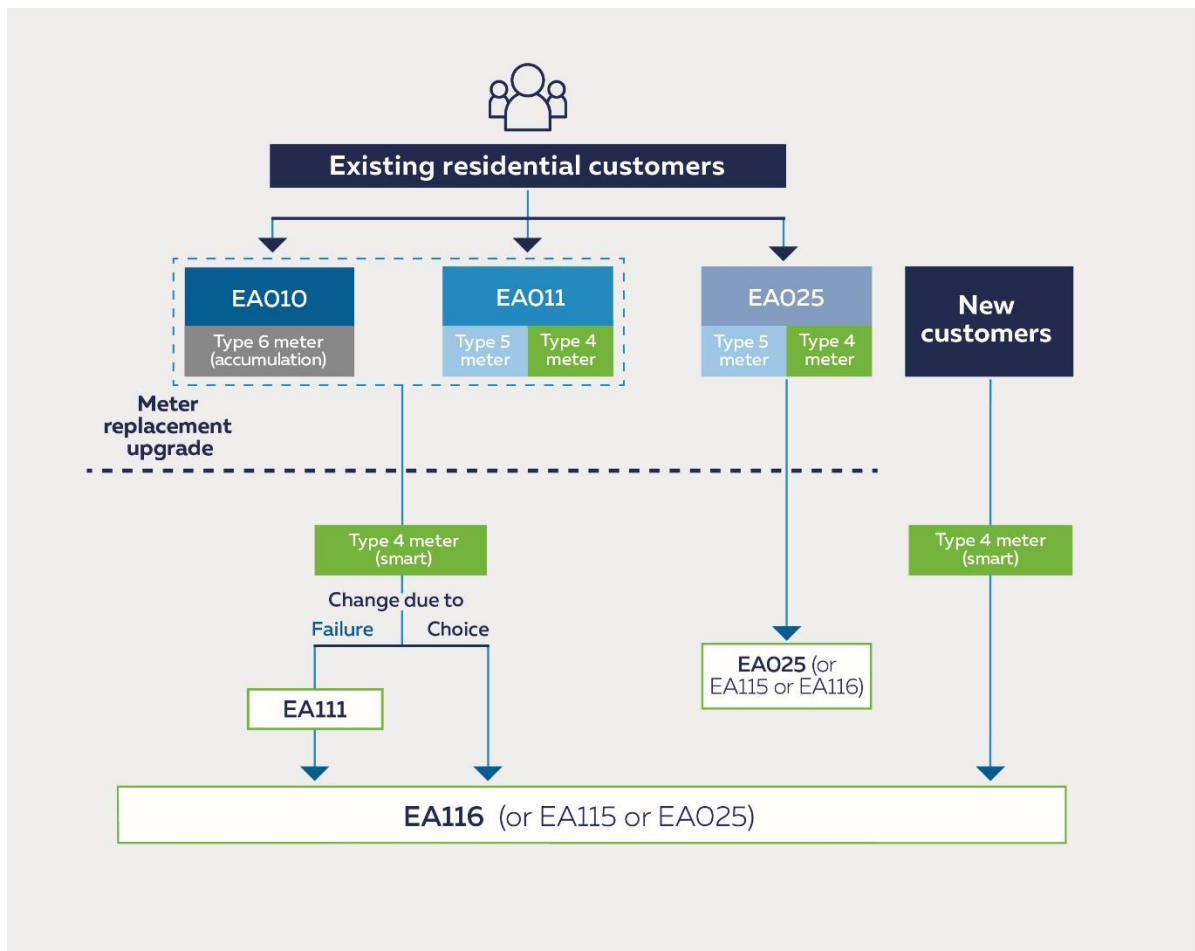 Existing residential customers
EA010
Type 6 meter
(accumulation)
EA011
Type 5
meter
Type 4
meter
EA025
Type 5
meter
Type 4
meter
New
customers
Meter
replacement
upgrade
Type 4 meter
(smart)
Change due to
Failure
Choice
Type 4 meter
(smart)
EA111
EA025 (or
EA115 or EA116)
EA116 (or EA115 or EA025)